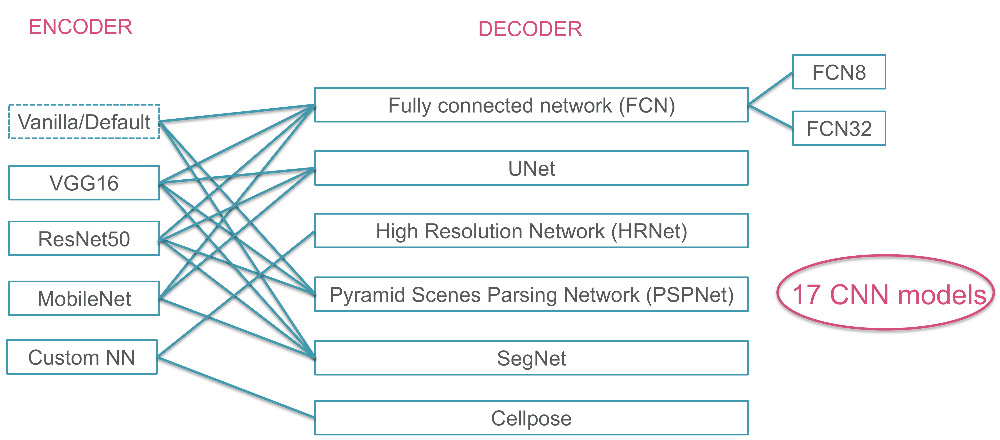 ENCODER
DECODER
Vanilla/Default
VGG16
ResNet50
MobileNet
Custom NN
Fully connected network (FCN)
UNet
High Resolution Network (HRNet)
Pyramid Scenes Parsing Network (PSPNet)
SegNet
Cellpose
FCN8
FCN32
17 CNN models